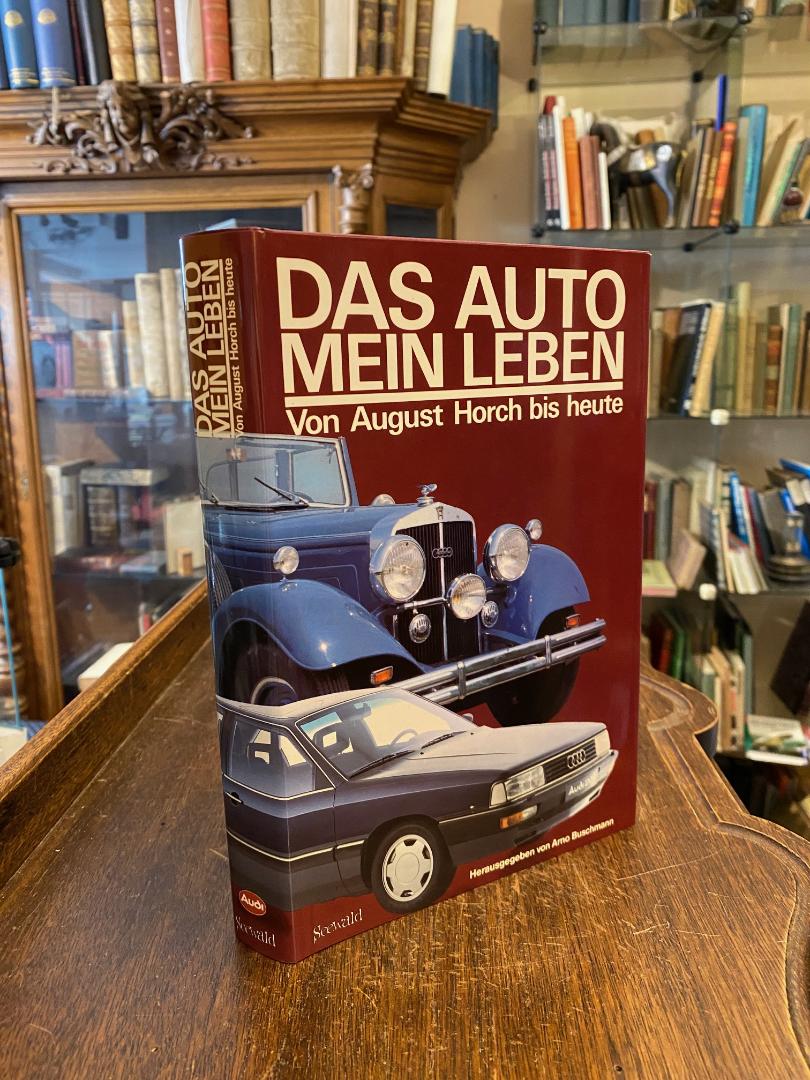 DAS AUTO
MEIN LEBEN
Von August Horch bis heute
Herausgegeben von Arno Buschmann
Seewald
DAS AUTO
MEIN LEBEN
Von August Horch bis heute
Audi
Seewald
Audi